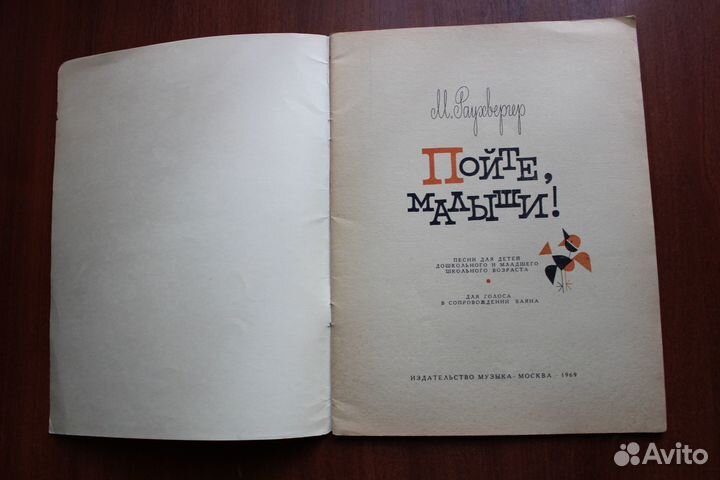 М. Раухвергер
Пойте,
малыши!
ПЕСНИ ДЛЯ ДЕТЕЙ
ДОШКОЛЬНОГО И МЛАДШЕГО
ШКОЛЬНОГО ВОЗРАСТА
ДЛЯ ГОЛОСА
В СОПРОВОЖДЕНИИ БАЯНА
ИЗДАТЕЛЬСТВО МУЗЫКА - МОСКВА - 1969
Avito